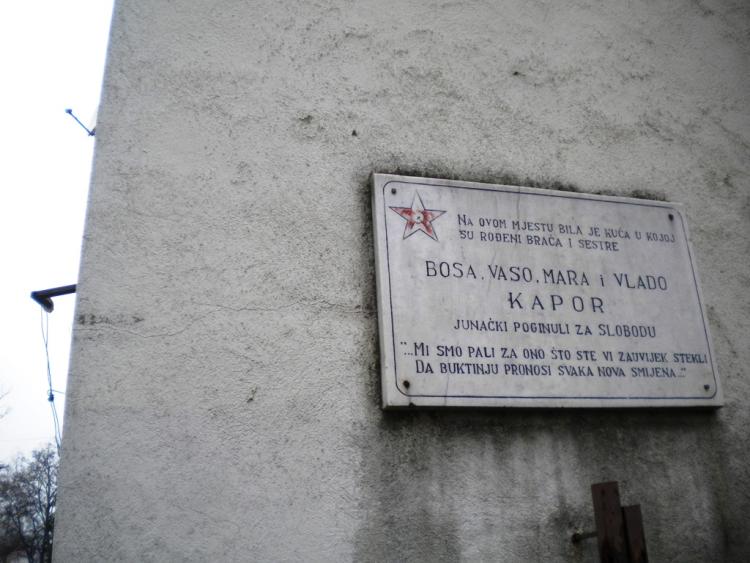 NA OVOM MJESTU BILA JE KUĆA U KOJOJ
SU ROĐENI BRAĆA I SESTRE
BOSA, VASO, MARA i VLADO
KAPOR
JUNAČKI POGINULI ZA SLOBODU
"...MI SMO PALI ZA ONO ŠTO STE VI ZAUVIJEK STEKLI
DA BUKTINJU PRONOSI SVAKA NOVA SMIJENA..."